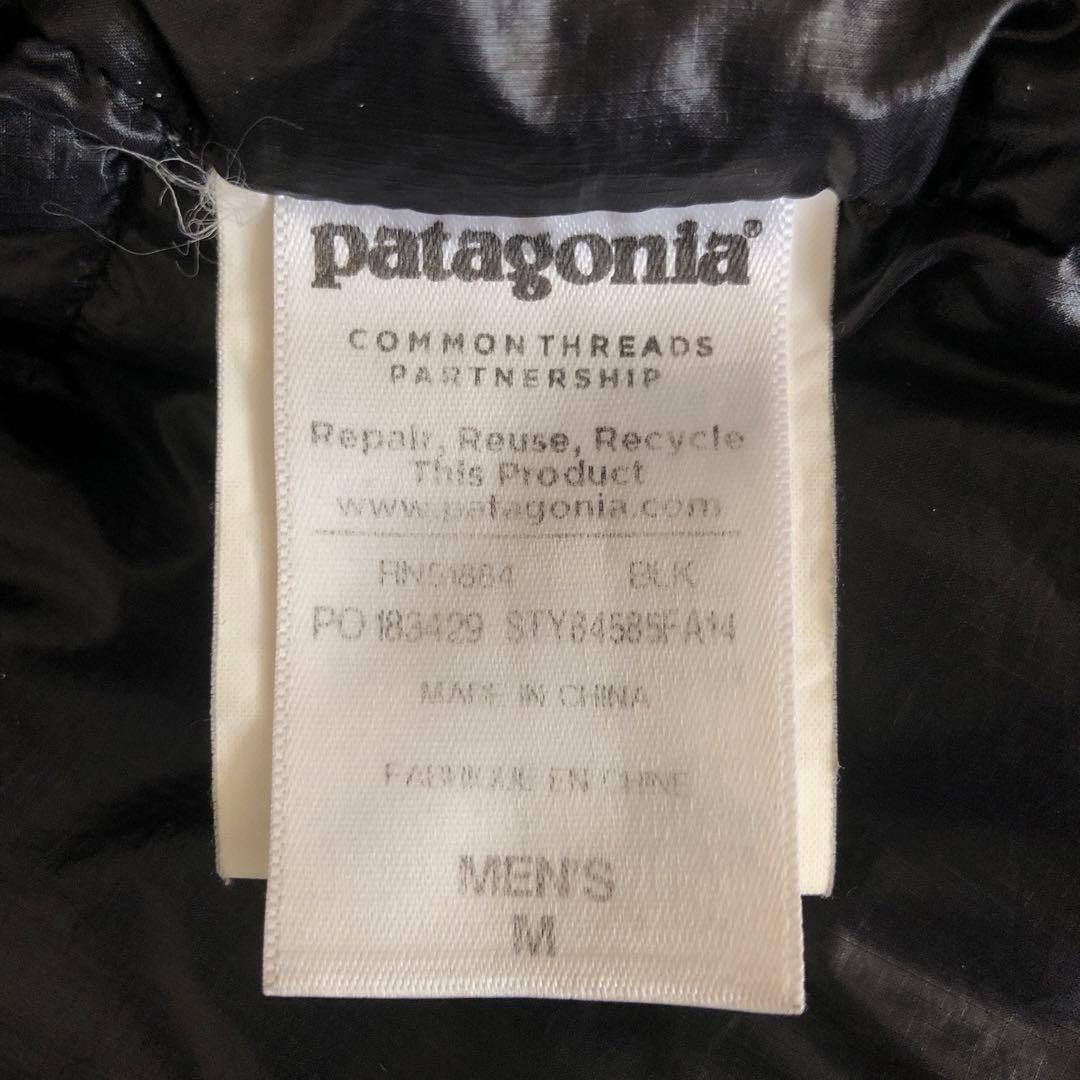 patagonia®
COMMON THREADS
PARTNERSHIP
Repair, Reuse, Recycle
This Product
www.patagonia.com
RN51884 BLK
PO 183429 STY84585FA14
MADE IN CHINA
FABRIQUE EN CHINE
MEN'S
M